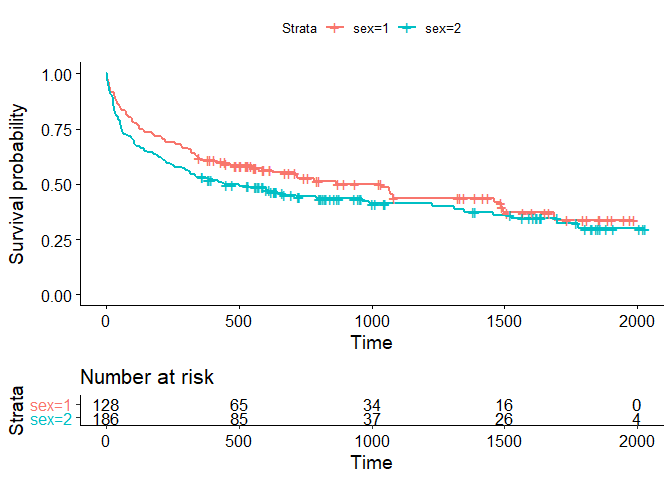 Strata sex=1 sex=2
Survival probability
1.00
0.75
0.50
0.25
0.00
0 500 1000 1500 2000
Time
Number at risk
Strata
sex=1 128 65 34 16 0
sex=2 186 85 37 26 4
0 500 1000 1500 2000
Time